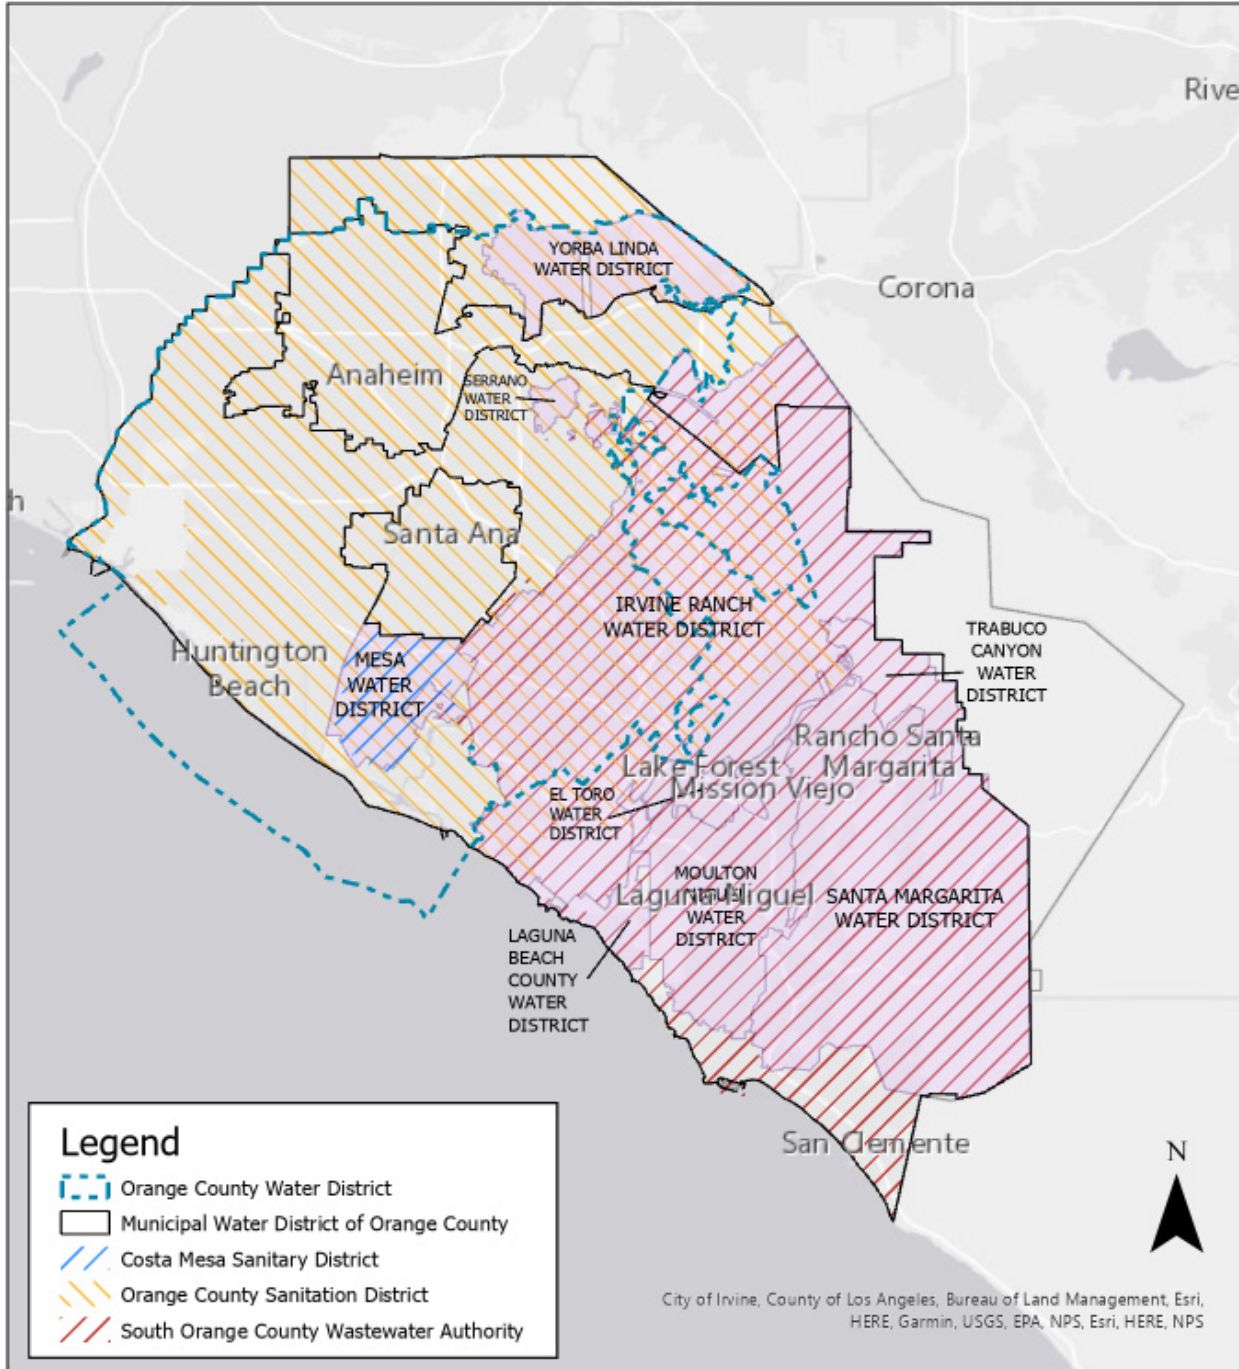 Rive
Corona
YORBA LINDA
WATER DISTRICT
Anaheim
SERRANO
WATER
DISTRICT
h
Santa Ana
IRVINE RANCH
WATER DISTRICT
TRABUCO
CANYON
WATER
DISTRICT
Huntington
Beach
MESA
WATER
DISTRICT
Rancho Santa
Margarita
Lake Forest
Mission Viejo
EL TORO
WATER
DISTRICT
MOULTON
NIGUEL
WATER
DISTRICT
Laguna Niguel
SANTA MARGARITA
WATER DISTRICT
LAGUNA
BEACH
COUNTY
WATER
DISTRICT
San Clemente
N
Legend
Orange County Water District
Municipal Water District of Orange County
Costa Mesa Sanitary District
Orange County Sanitation District
South Orange County Wastewater Authority
City of Irvine, County of Los Angeles, Bureau of Land Management, Esri,
HERE, Garmin, USGS, EPA, NPS, Esri, HERE, NPS